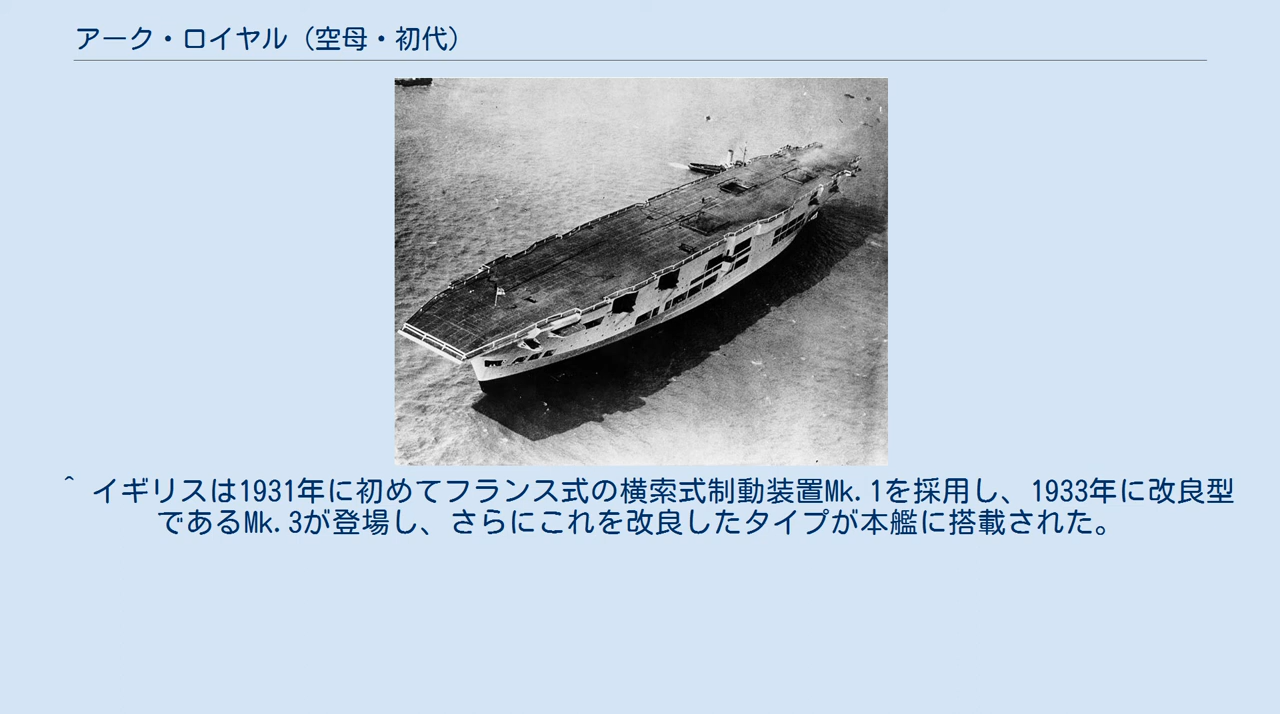 アーク・ロイヤル（空母・初代）
^ イギリスは1931年に初めてフランス式の横索式制動装置Mk.1を採用し、1933年に改良型
であるMk.3が登場し、さらにこれを改良したタイプが本艦に搭載された。